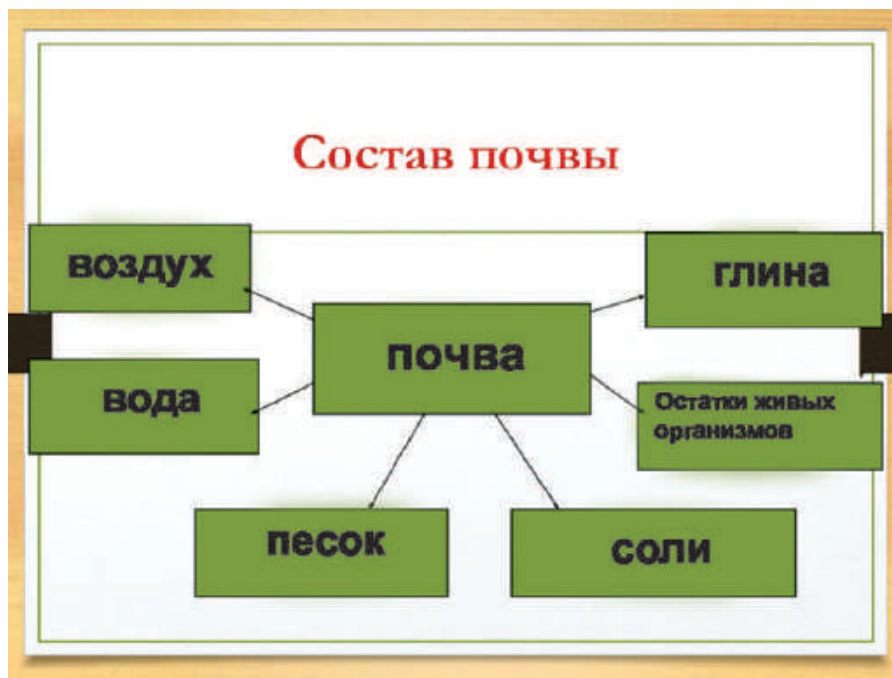 Состав почвы
воздух
глина
почва
вода
Остатки живых
организмов
песок
соли